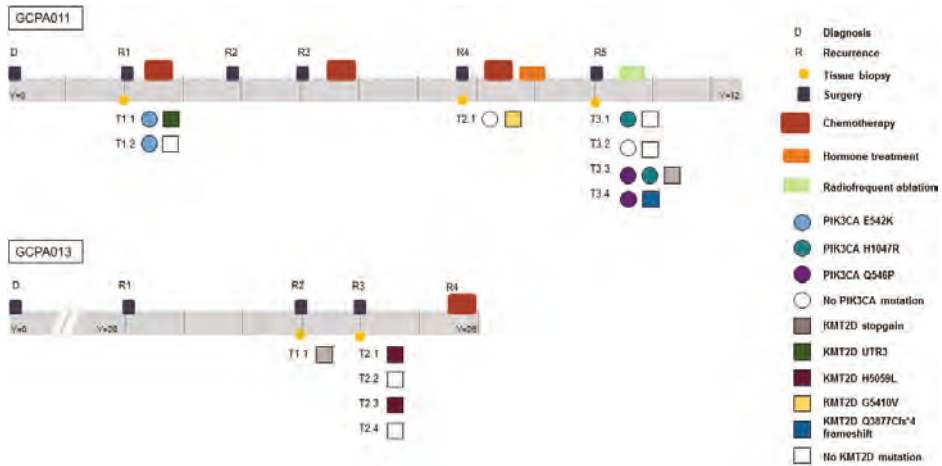 GCPA011
D R1 R2 R3 R4 R5
Y=0 Y=12
T1.1 T2.1 T3.1
T1.2 T3.2
T3.3
T3.4
GCPA013
D R1 R2 R3 R4
Y=0 Y=20 Y=26
T1.1 T2.1
T2.2
T2.3
T2.4
D Diagnosis
R Recurrence
Tissue biopsy
Surgery
Chemotherapy
Hormone treatment
Radiofrequent ablation
PIK3CA E542K
PIK3CA H1047R
PIK3CA Q546P
No PIK3CA mutation
KMT2D stopgain
KMT2D UTR3
KMT2D H5059L
KMT2D G5410V
KMT2D Q3877Cfs*4
frameshift
No KMT2D mutation